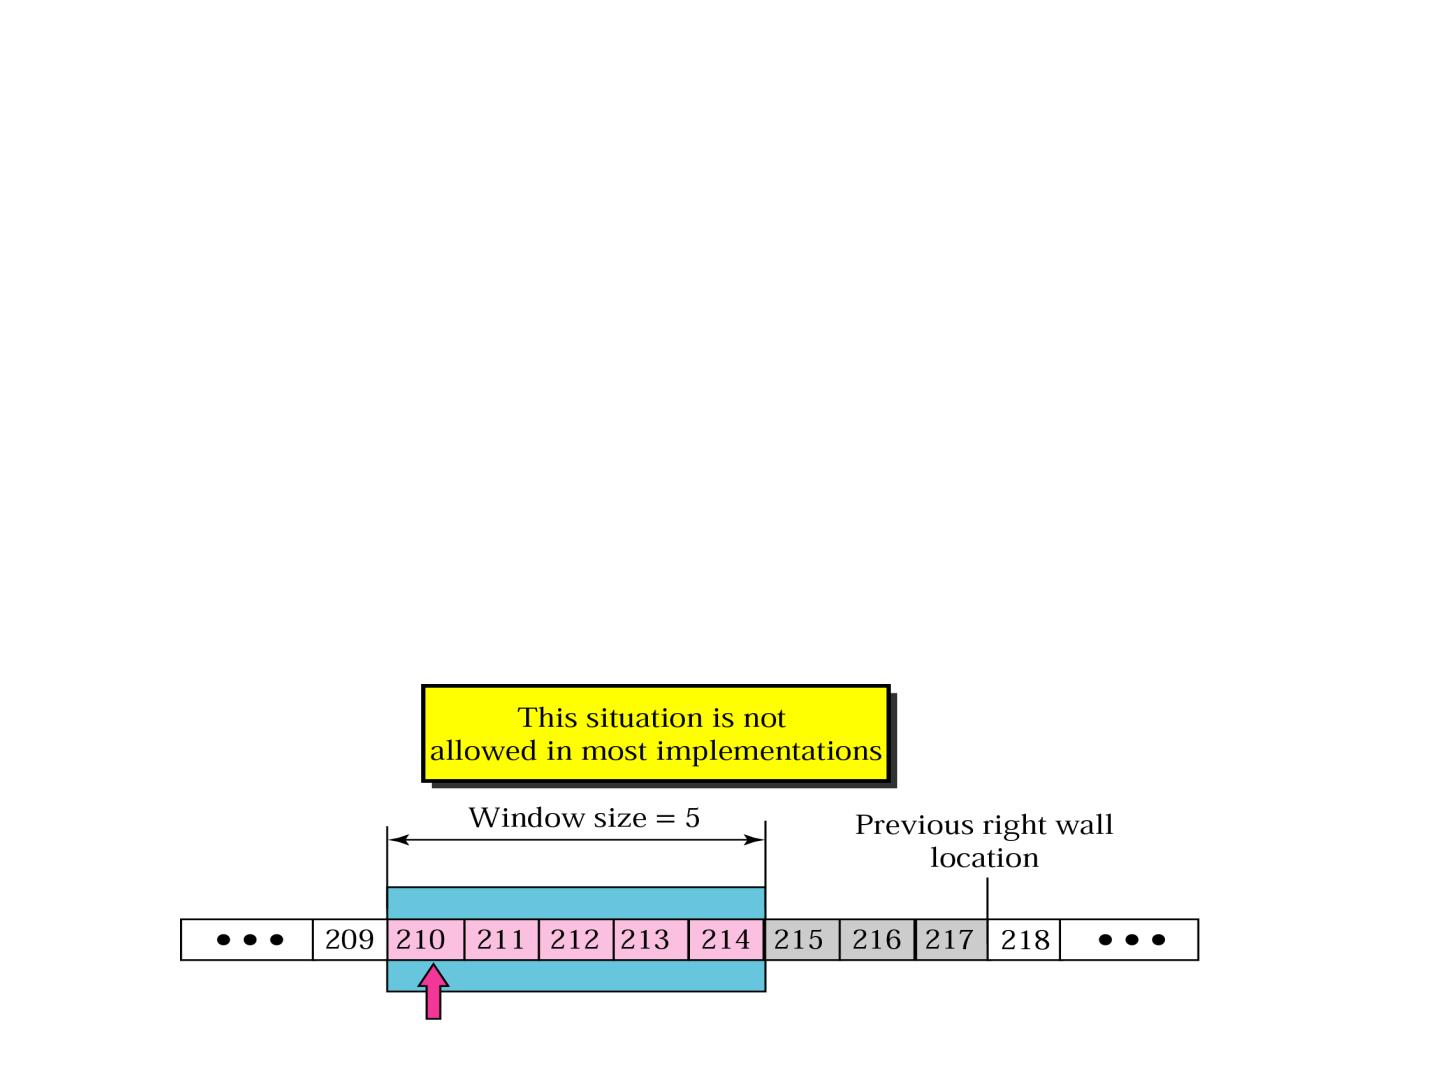 This situation is not
allowed in most implementations
Window size = 5
Previous right wall
location
• • • 209 210 211 212 213 214 215 216 217 218 • • •